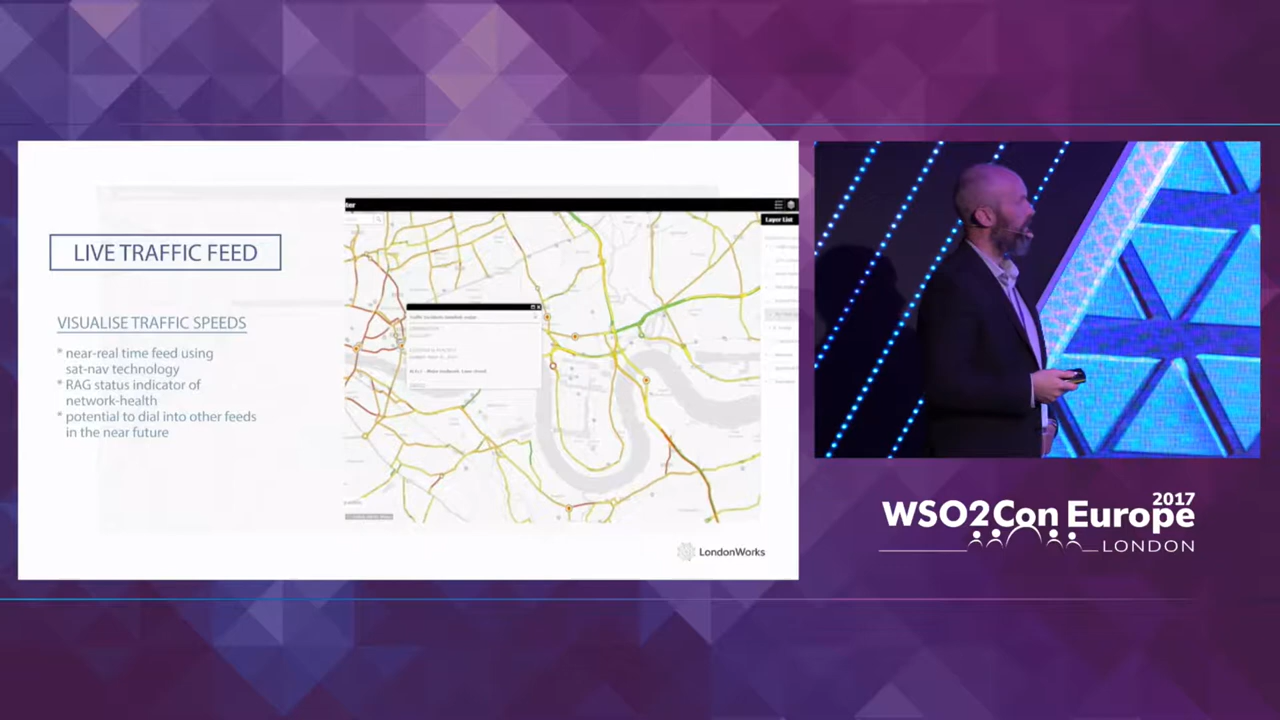 LIVE TRAFFIC FEED
VISUALISE TRAFFIC SPEEDS
* near-real time feed using
sat-nav technology
* RAG status indicator of
network-health
* potential to dial into other feeds
in the near future
ter
Layer List
LondonWorks
2017
WSO2Con Europe
LONDON